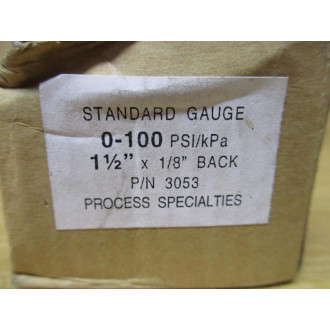 STANDARD GAUGE
0-100 PSI/kPa
1½" x 1/8" BACK
P/N 3053
PROCESS SPECIALTIES